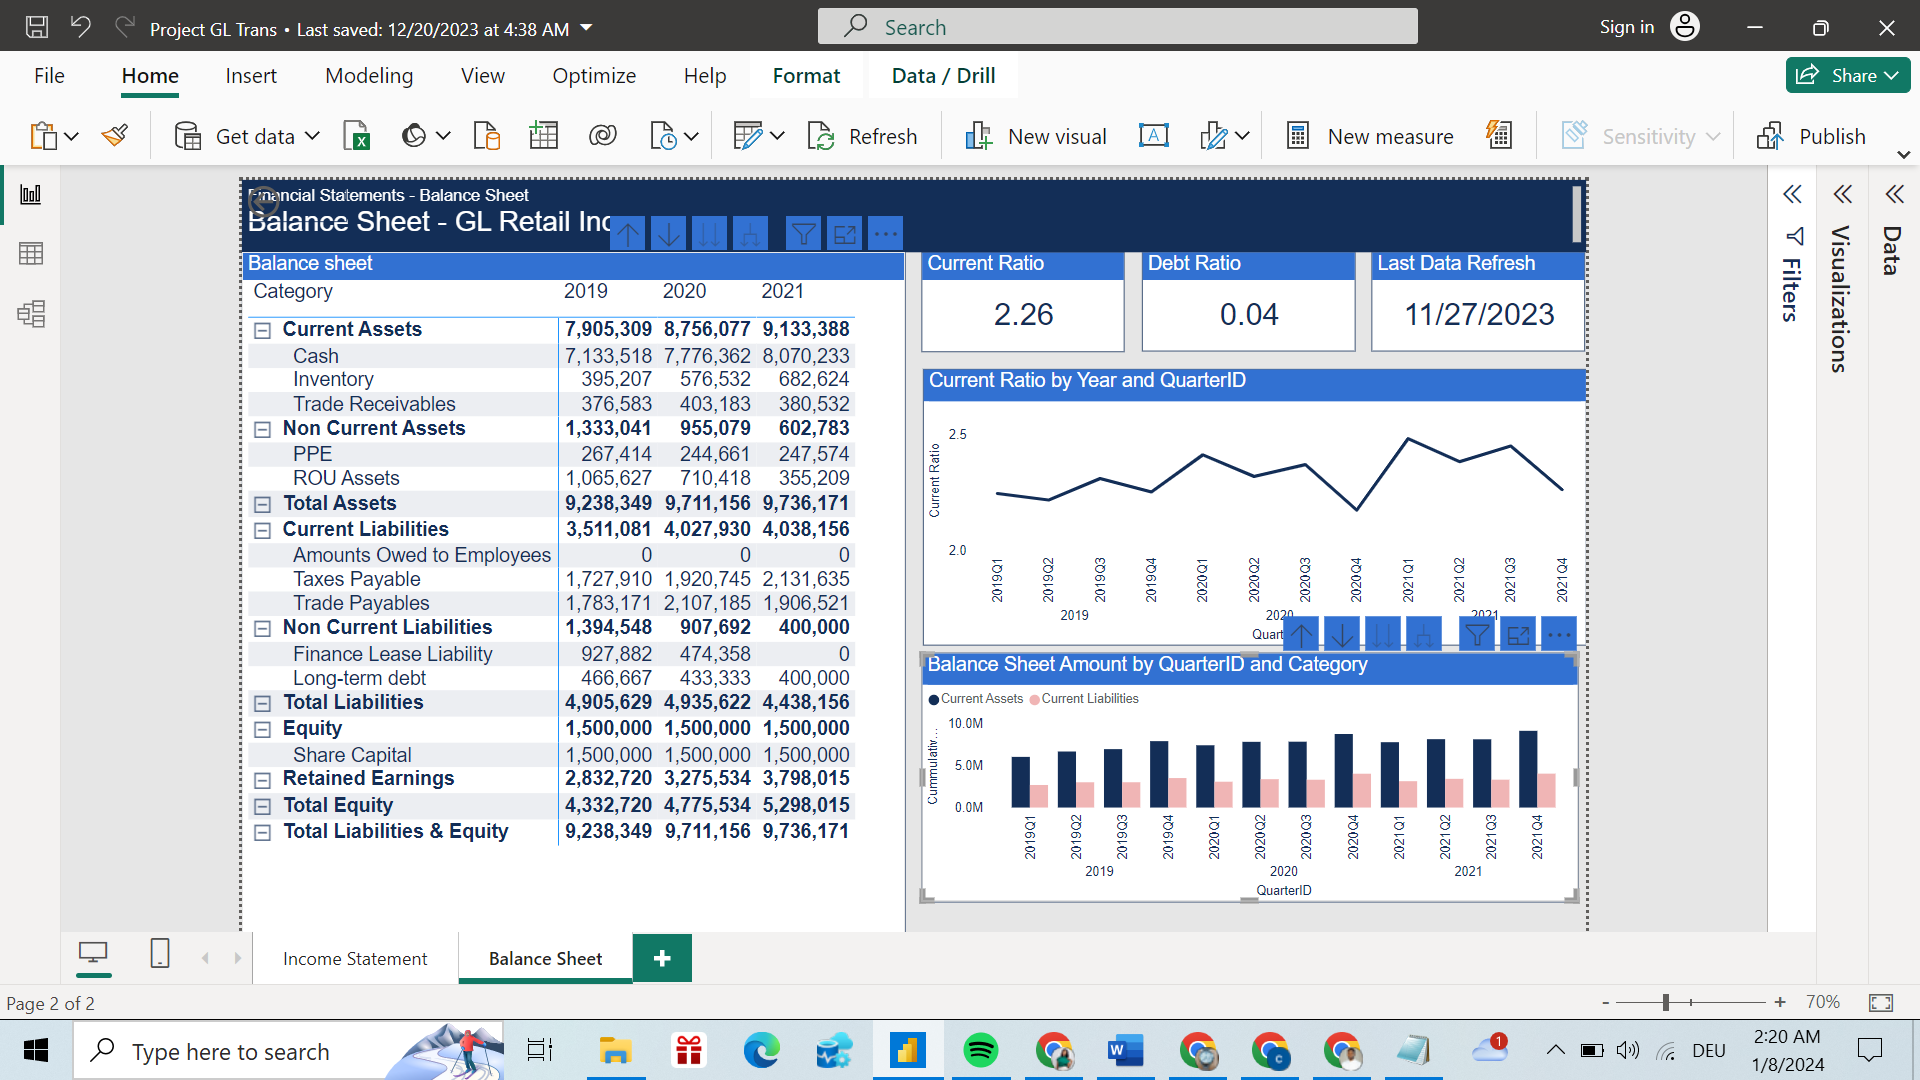 Project GL Trans • Last saved: 12/20/2023 at 4:38 AM
Search
Sign in
File Home Insert Modeling View Optimize Help Format Data / Drill
Share
Get data
Refresh
New visual
New measure
Sensitivity
Publish
Financial Statements - Balance Sheet
Balance Sheet - GL Retail Inc
Balance sheet
Category 2019 2020 2021
Current Assets 7,905,309 8,756,077 9,133,388
Cash 7,133,518 7,776,362 8,070,233
Inventory 395,207 576,532 682,624
Trade Receivables 376,583 403,183 380,532
Non Current Assets 1,333,041 955,079 602,783
PPE 267,414 244,661 247,574
ROU Assets 1,065,627 710,418 355,209
Total Assets 9,238,349 9,711,156 9,736,171
Current Liabilities 3,511,081 4,027,930 4,038,156
Amounts Owed to Employees 0 0 0
Taxes Payable 1,727,910 1,920,745 2,131,635
Trade Payables 1,783,171 2,107,185 1,906,521
Non Current Liabilities 1,394,548 907,692 400,000
Finance Lease Liability 927,882 474,358 0
Long-term debt 466,667 433,333 400,000
Total Liabilities 4,905,629 4,935,622 4,438,156
Equity 1,500,000 1,500,000 1,500,000
Share Capital 1,500,000 1,500,000 1,500,000
Retained Earnings 2,832,720 3,275,534 3,798,015
Total Equity 4,332,720 4,775,534 5,298,015
Total Liabilities & Equity 9,238,349 9,711,156 9,736,171
Current Ratio
2.26
Debt Ratio
0.04
Last Data Refresh
11/27/2023
Current Ratio by Year and QuarterID
Current Ratio
2.5
2.0
2019Q1 2019Q2 2019Q3 2019Q4 2020Q1 2020Q2 2020Q3 2020Q4 2021Q1 2021Q2 2021Q3 2021Q4
2019 2020 2021
Quart
Balance Sheet Amount by QuarterID and Category
Current Assets Current Liabilities
Cummulativ...
10.0M
5.0M
0.0M
2019Q1 2019Q2 2019Q3 2019Q4 2020Q1 2020Q2 2020Q3 2020Q4 2021Q1 2021Q2 2021Q3 2021Q4
2019 2020 2021
QuarterID
Filters
Visualizations
Data
Income Statement
Balance Sheet
Page 2 of 2
- + 70%
Type here to search
1
DEU
2:20 AM
1/8/2024